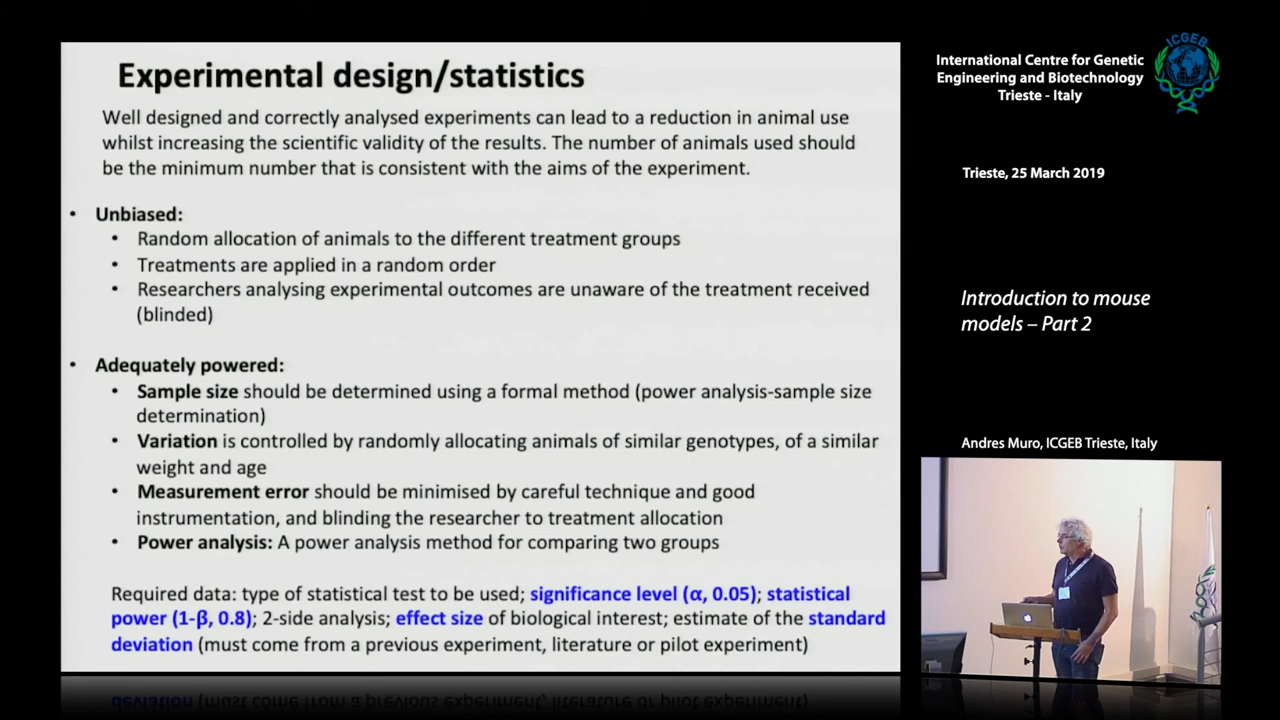 Experimental design/statistics
Well designed and correctly analysed experiments can lead to a reduction in animal use
whilst increasing the scientific validity of the results. The number of animals used should
be the minimum number that is consistent with the aims of the experiment.
• Unbiased:
• Random allocation of animals to the different treatment groups
• Treatments are applied in a random order
• Researchers analysing experimental outcomes are unaware of the treatment received
(blinded)
• Adequately powered:
• Sample size should be determined using a formal method (power analysis-sample size
determination)
• Variation is controlled by randomly allocating animals of similar genotypes, of a similar
weight and age
• Measurement error should be minimised by careful technique and good
instrumentation, and blinding the researcher to treatment allocation
• Power analysis: A power analysis method for comparing two groups
Required data: type of statistical test to be used; significance level (α, 0.05); statistical
power (1-β, 0.8); 2-side analysis; effect size of biological interest; estimate of the standard
deviation (must come from a previous experiment, literature or pilot experiment)
International Centre for Genetic
Engineering and Biotechnology
Trieste - Italy
ICGEB
Trieste, 25 March 2019
Introduction to mouse
models – Part 2
Andres Muro, ICGEB Trieste, Italy